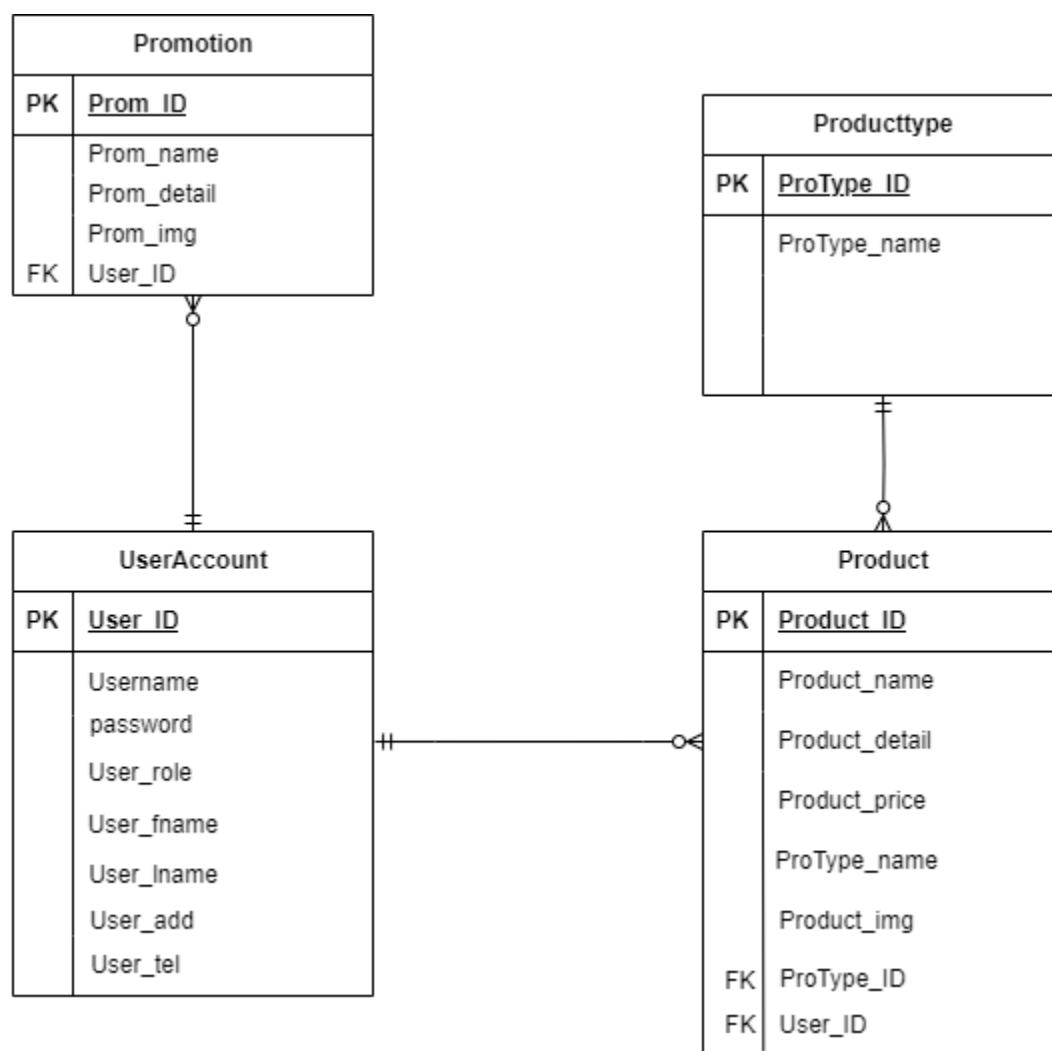 Promotion
PK Prom_ID
Prom_name
Prom_detail
Prom_img
FK User_ID
Producttype
PK ProType_ID
ProType_name
UserAccount
PK User_ID
Username
password
User_role
User_fname
User_lname
User_add
User_tel
Product
PK Product_ID
Product_name
Product_detail
Product_price
ProType_name
Product_img
FK ProType_ID
FK User_ID